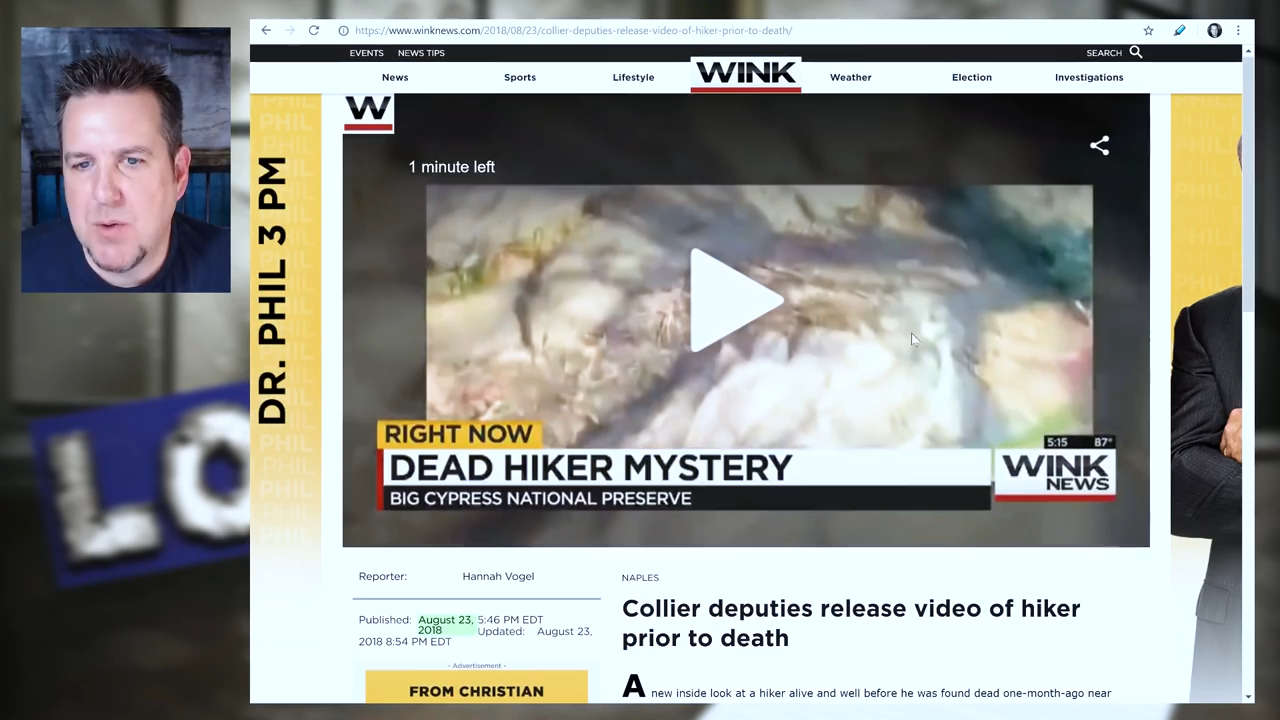 https://www.winknews.com/2018/08/23/collier-deputies-release-video-of-hiker-prior-to-death/
EVENTS NEWS TIPS SEARCH
News Sports Lifestyle WINK Weather Election Investigations
W
1 minute left
DR. PHIL 3 PM
RIGHT NOW
DEAD HIKER MYSTERY
BIG CYPRESS NATIONAL PRESERVE
5:15 87°
WINK
NEWS
LO
Reporter: Hannah Vogel
Published: August 23, 2018 5:46 PM EDT
Updated: August 23,
2018 8:54 PM EDT
- Advertisement -
FROM CHRISTIAN
NAPLES
Collier deputies release video of hiker
prior to death
A new inside look at a hiker alive and well before he was found dead one-month-ago near